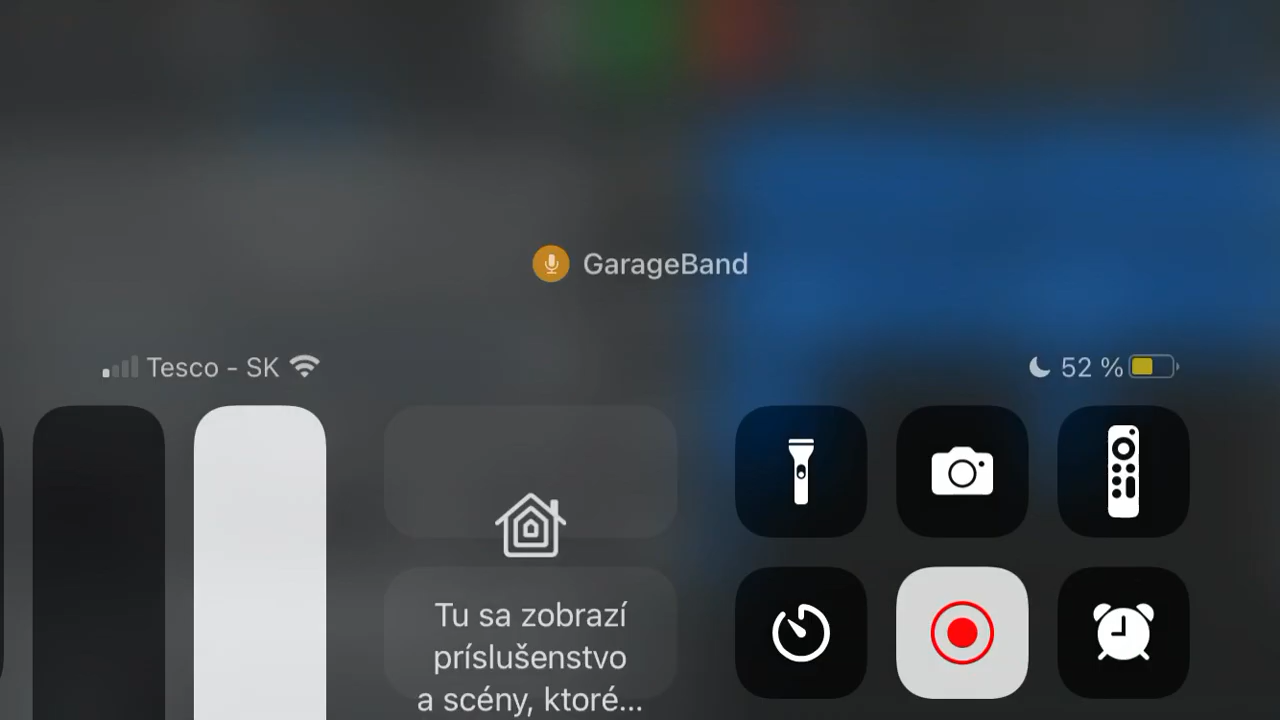 GarageBand
Tesco - SK
52 %
Tu sa zobrazí
príslušenstvo
a scény, ktoré...